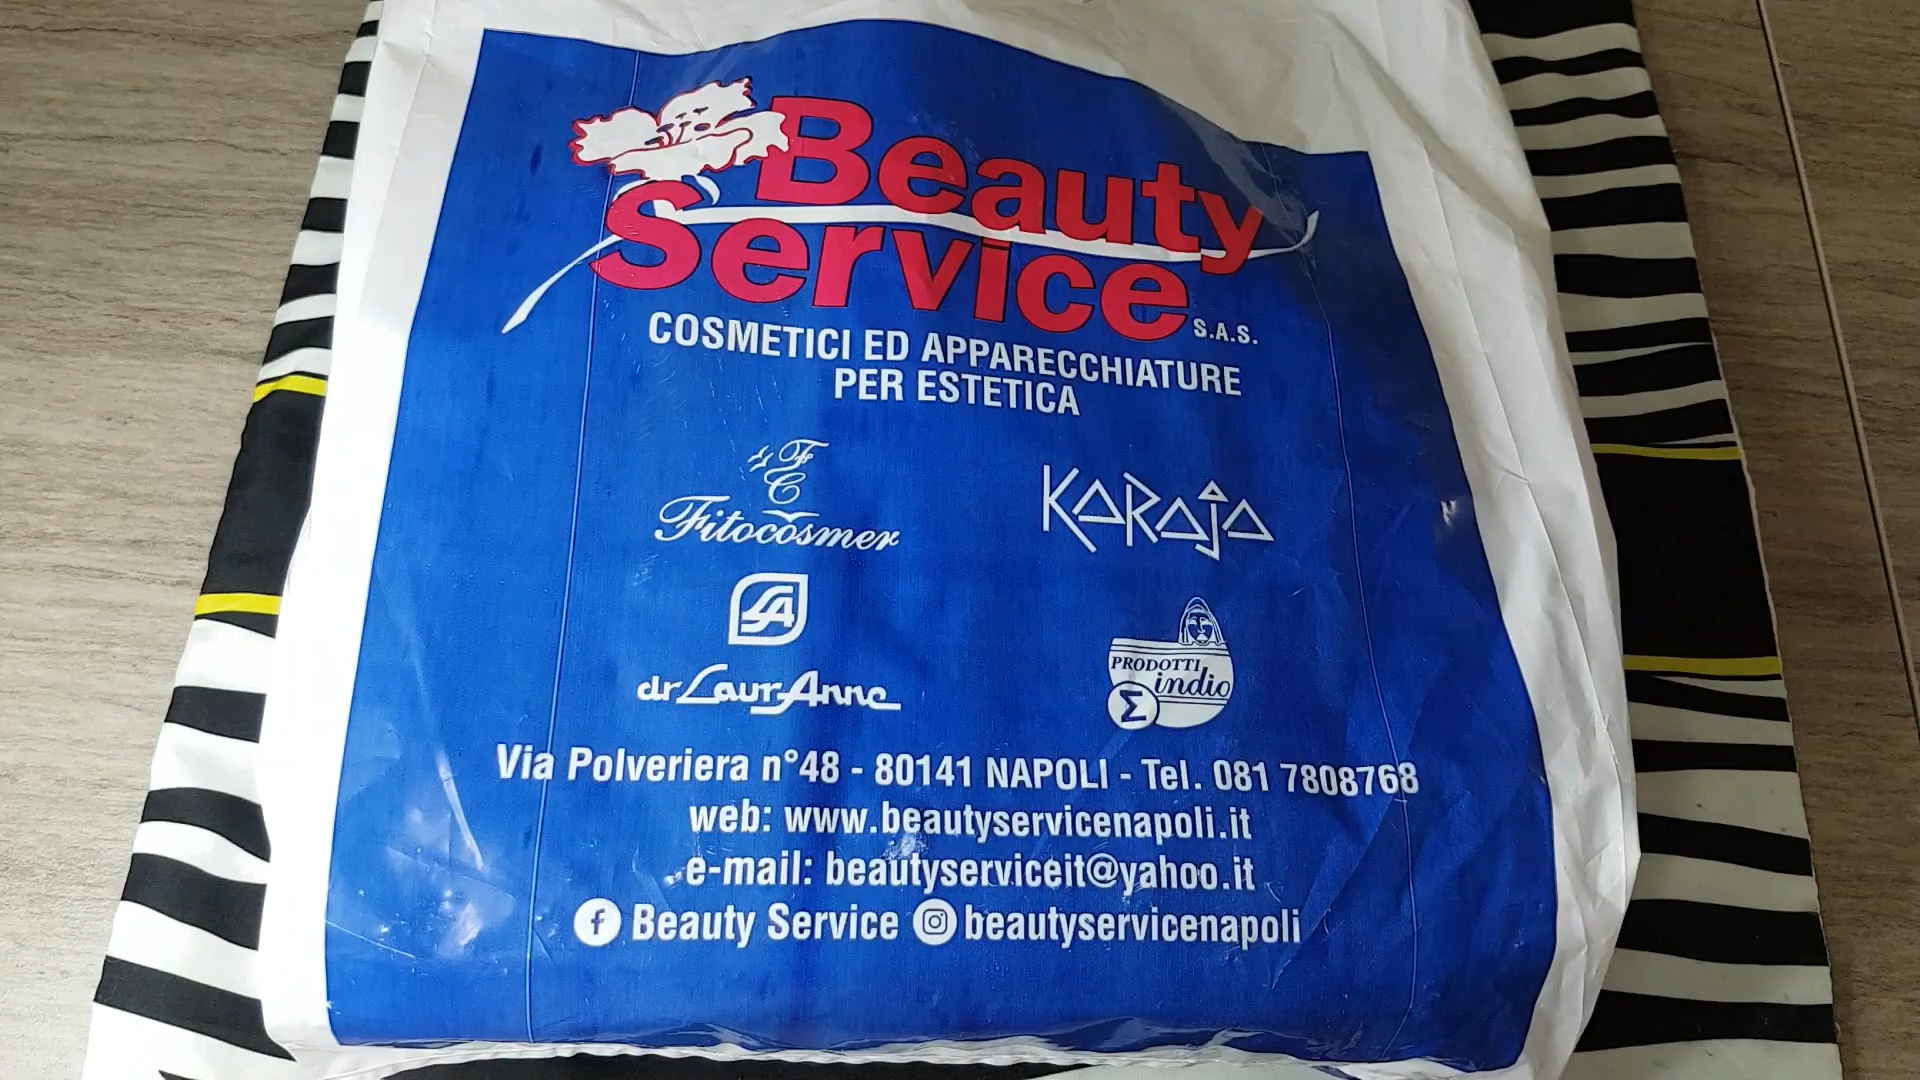 Beauty
Service S.A.S.
COSMETICI ED APPARECCHIATURE
PER ESTETICA
FC
Fitocosmer
KARAJA
SA
dr LaurAnne
PRODOTTI
indio
Σ
Via Polveriera n°48 - 80141 NAPOLI - Tel. 081 7808768
web: www.beautyservicenapoli.it
e-mail: beautyserviceit@yahoo.it
Beauty Service beautyservicenapoli